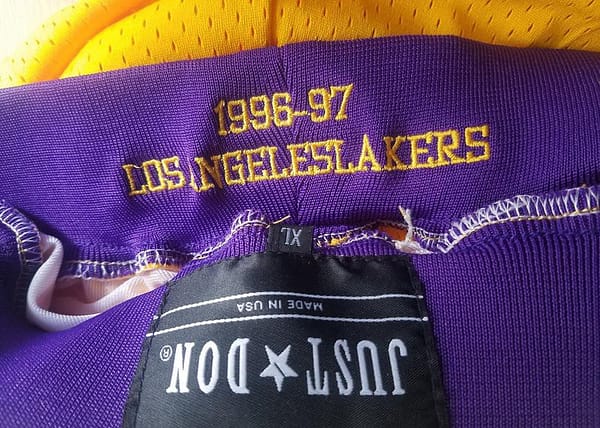 1996-97
LOS ANGELESLAKERS
XL
MADE IN USA
JUST★DON®